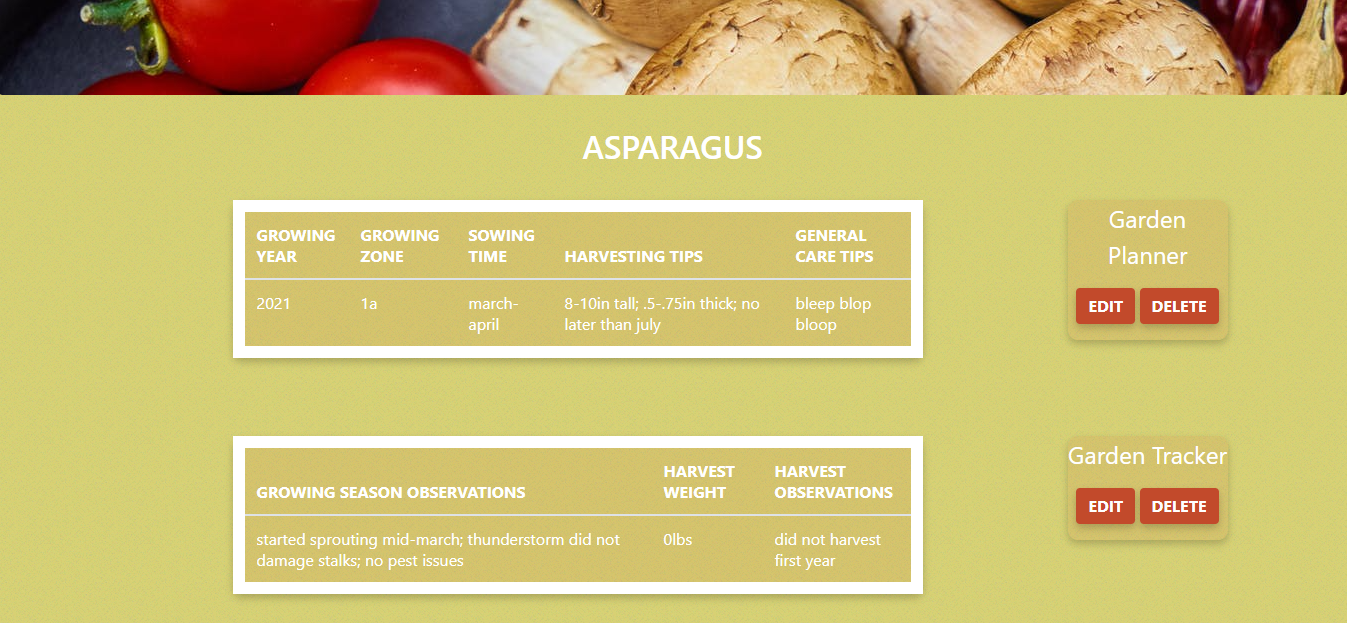 ASPARAGUS
GROWING YEAR
GROWING ZONE
SOWING TIME
HARVESTING TIPS
GENERAL CARE TIPS
2021
1a
march-
april
8-10in tall; .5-.75in thick; no
later than july
bleep blop
bloop
Garden
Planner
EDIT DELETE
GROWING SEASON OBSERVATIONS
HARVEST WEIGHT
HARVEST OBSERVATIONS
started sprouting mid-march; thunderstorm did not
damage stalks; no pest issues
0lbs
did not harvest
first year
Garden Tracker
EDIT DELETE